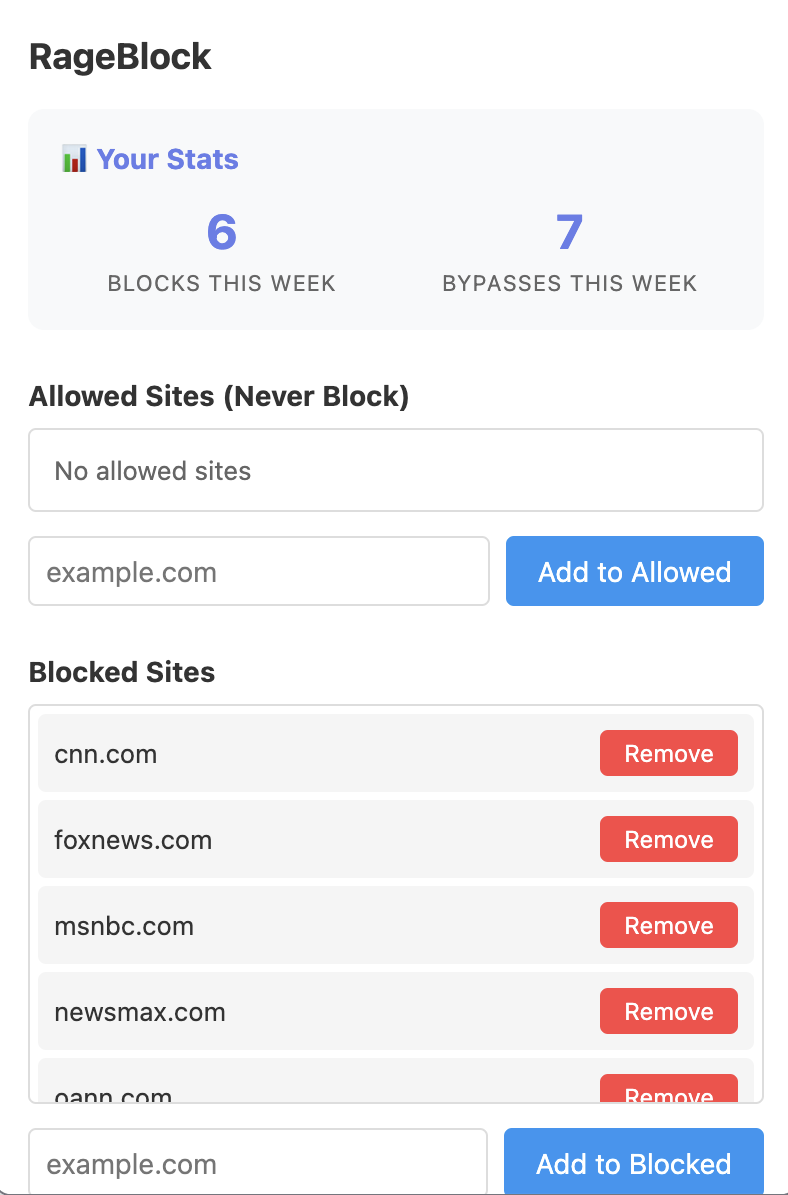 RageBlock
📊 Your Stats
6
BLOCKS THIS WEEK
7
BYPASSES THIS WEEK
Allowed Sites (Never Block)
No allowed sites
example.com
Add to Allowed
Blocked Sites
cnn.com
Remove
foxnews.com
Remove
msnbc.com
Remove
newsmax.com
Remove
oann.com
Remove
example.com
Add to Blocked